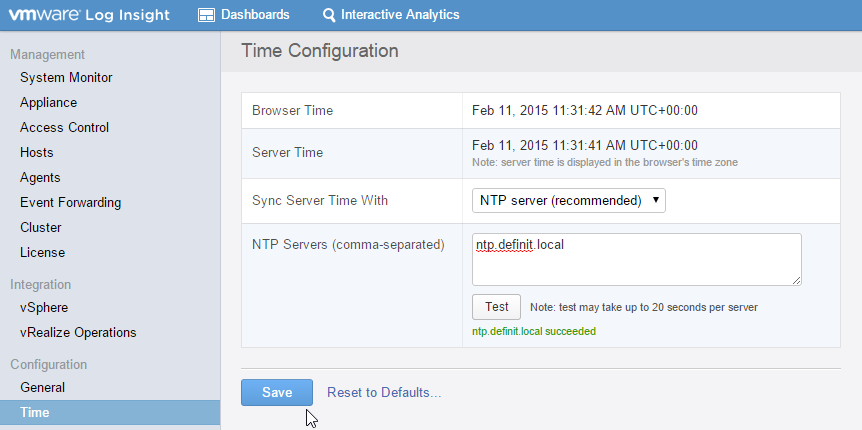 vmware Log Insight Dashboards Interactive Analytics
Management
System Monitor
Appliance
Access Control
Hosts
Agents
Event Forwarding
Cluster
License
Integration
vSphere
vRealize Operations
Configuration
General
Time
Time Configuration
Browser Time Feb 11, 2015 11:31:42 AM UTC+00:00
Server Time Feb 11, 2015 11:31:41 AM UTC+00:00
Note: server time is displayed in the browser's time zone
Sync Server Time With NTP server (recommended)
NTP Servers (comma-separated) ntp.definit.local
Test Note: test may take up to 20 seconds per server
ntp.definit.local succeeded
Save Reset to Defaults...